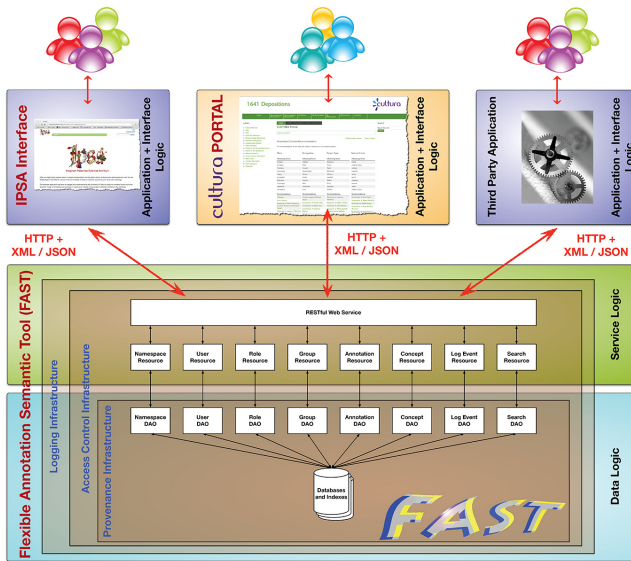 IPSA Interface
Application + Interface
Logic
cultura PORTAL
1641 Depositions
cultura
Application + Interface
Logic
Third Party Application
Application + Interface
Logic
HTTP +
XML / JSON
HTTP +
XML / JSON
HTTP +
XML / JSON
Flexible Annotation Semantic Tool (FAST)
Logging Infrastructure
Access Control Infrastructure
Provenance Infrastructure
Service Logic
Data Logic
RESTful Web Service
Namespace
Resource
User
Resource
Role
Resource
Group
Resource
Annotation
Resource
Concept
Resource
Log Event
Resource
Search
Resource
Namespace
DAO
User
DAO
Role
DAO
Group
DAO
Annotation
DAO
Concept
DAO
Log Event
DAO
Search
DAO
Databases
and Indexes
FAST